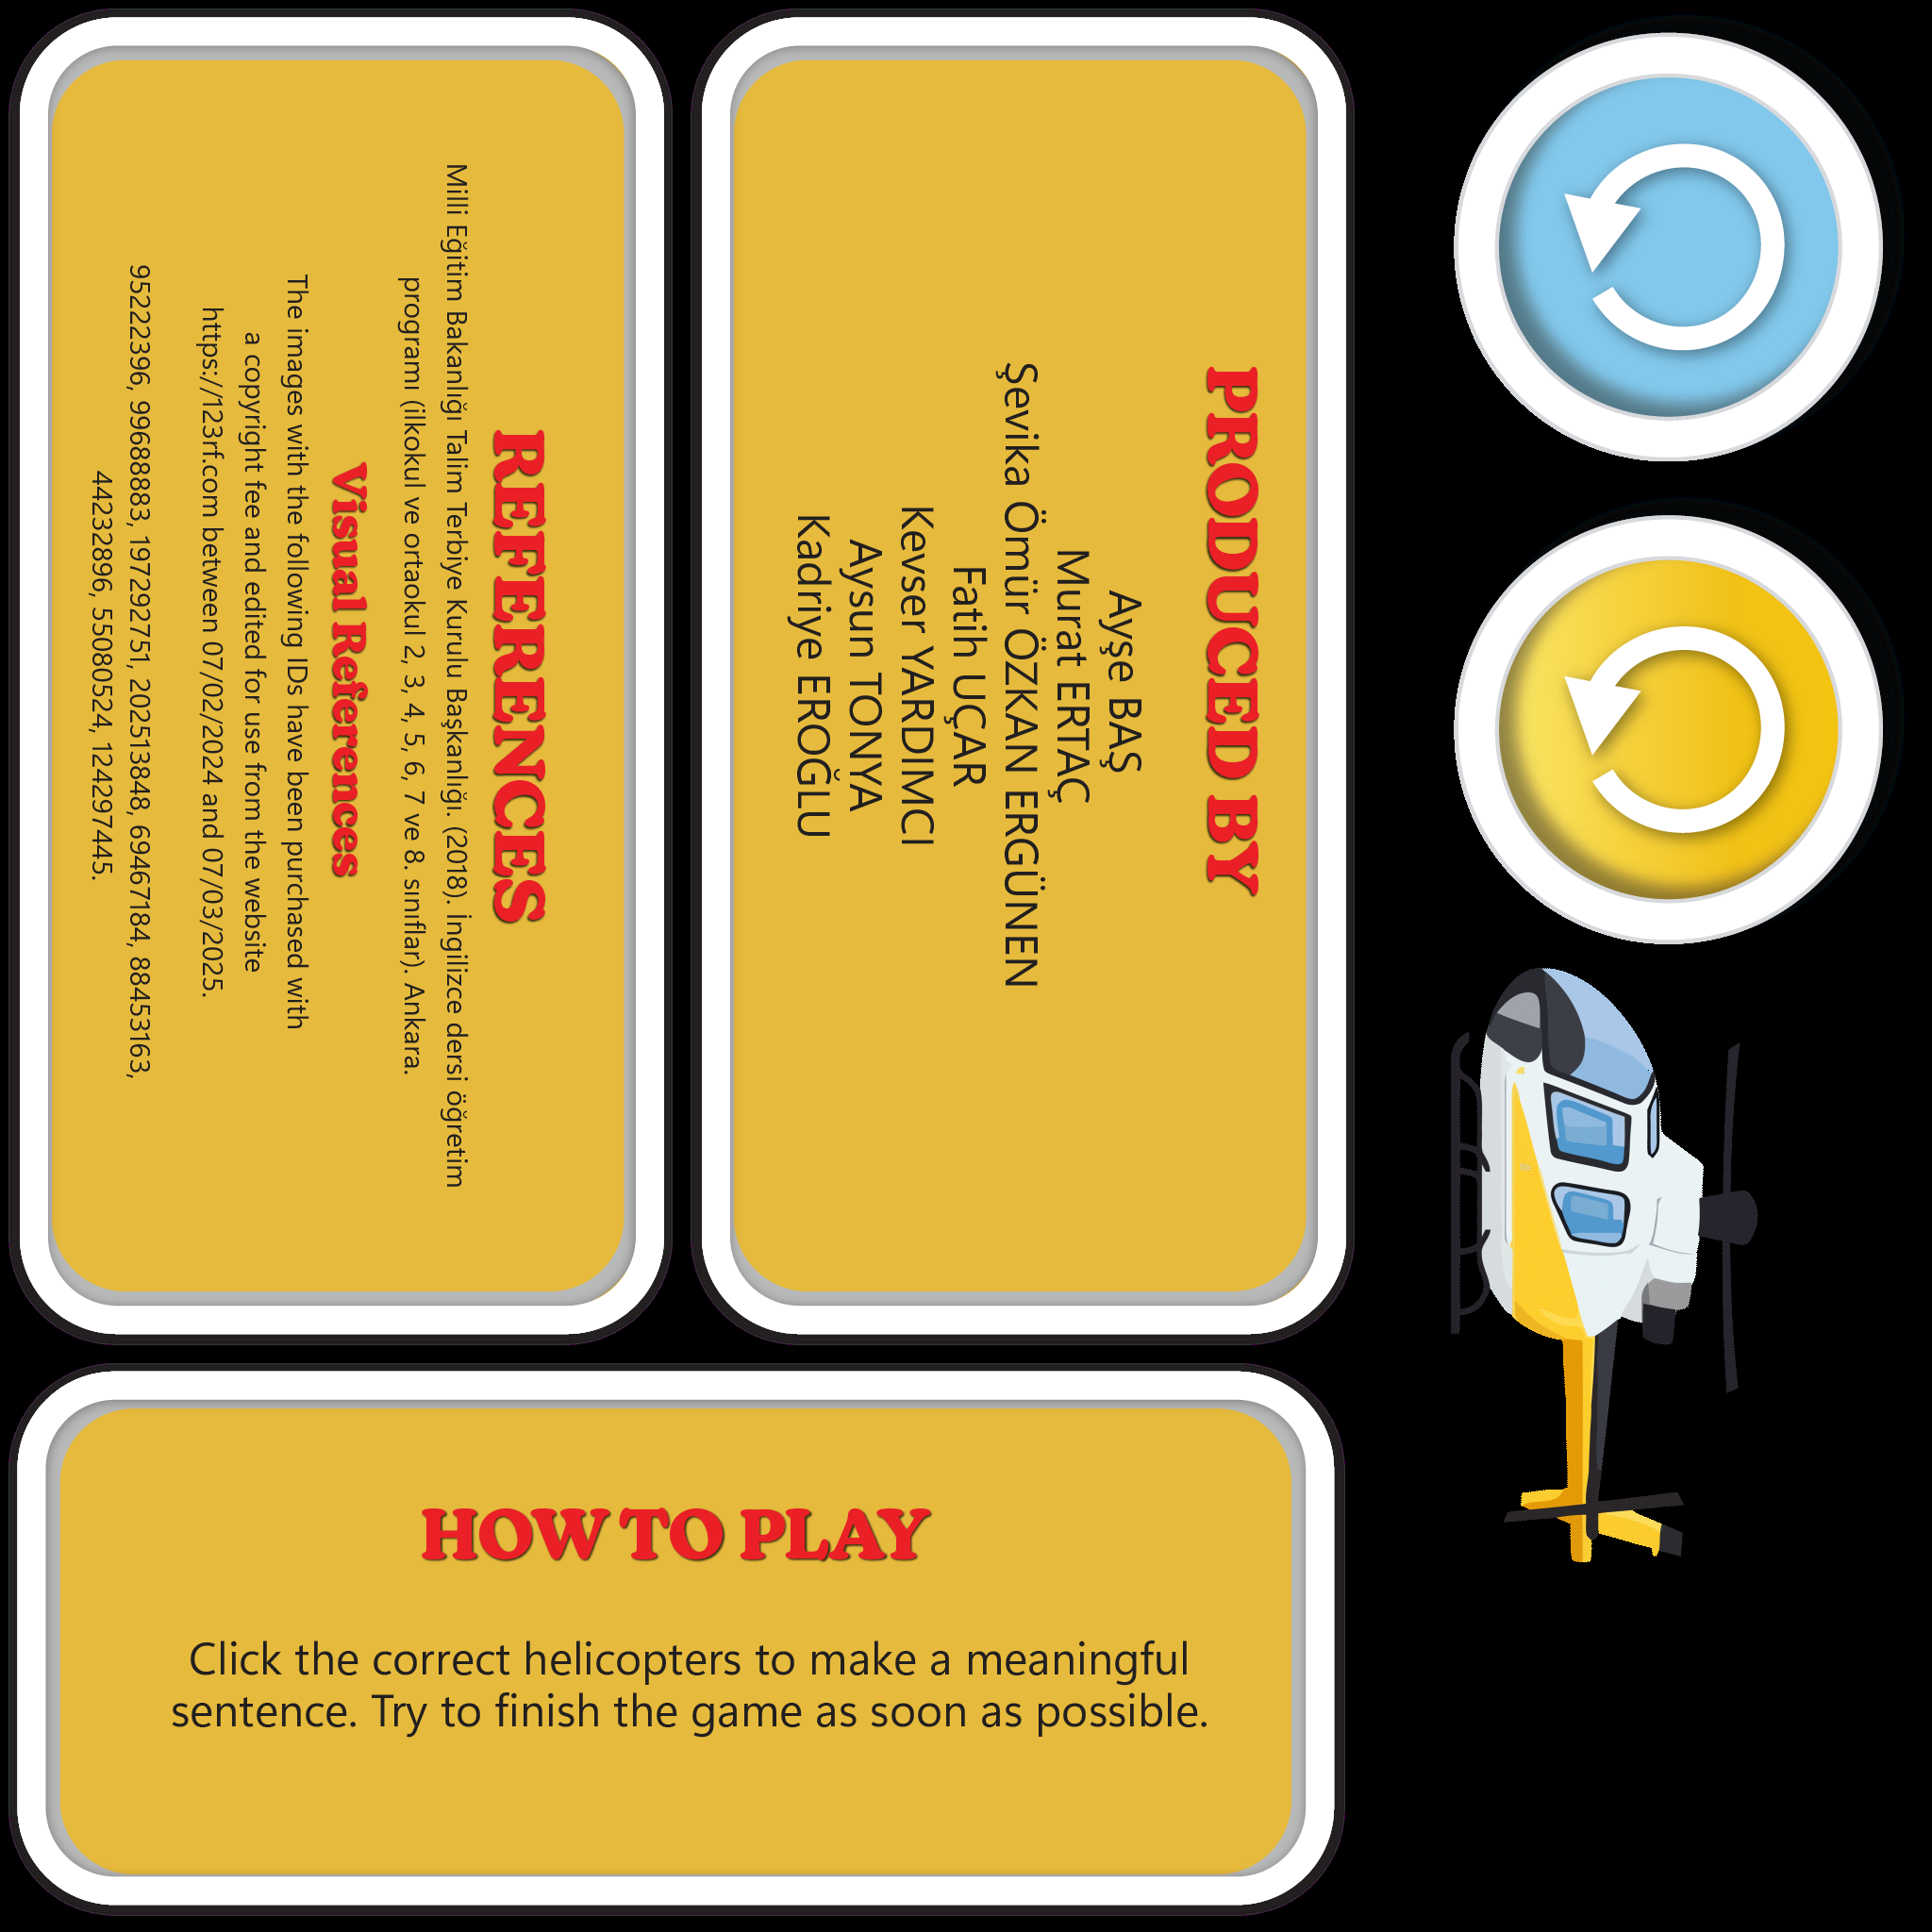 REFERENCES
Milli Eğitim Bakanlığı Talim Terbiye Kurulu Başkanlığı. (2018). İngilizce dersi öğretim
programı (ilkokul ve ortaokul 2, 3, 4, 5, 6, 7 ve 8. sınıflar). Ankara.
Visual References
The images with the following IDs have been purchased with
a copyright fee and edited for use from the website
https://123rf.com between 07/02/2024 and 07/03/2025.
95222396, 99688883, 197292751, 202513848, 69467184, 88453163,
44232896, 55080524, 124297445.
PRODUCED BY
Ayşe BAŞ
Murat ERTAÇ
Şevika Ömür ÖZKAN ERGÜNEN
Fatih UÇAR
Kevser YARDIMCI
Aysun TONYA
Kadriye EROĞLU
HOW TO PLAY
Click the correct helicopters to make a meaningful
sentence. Try to finish the game as soon as possible.